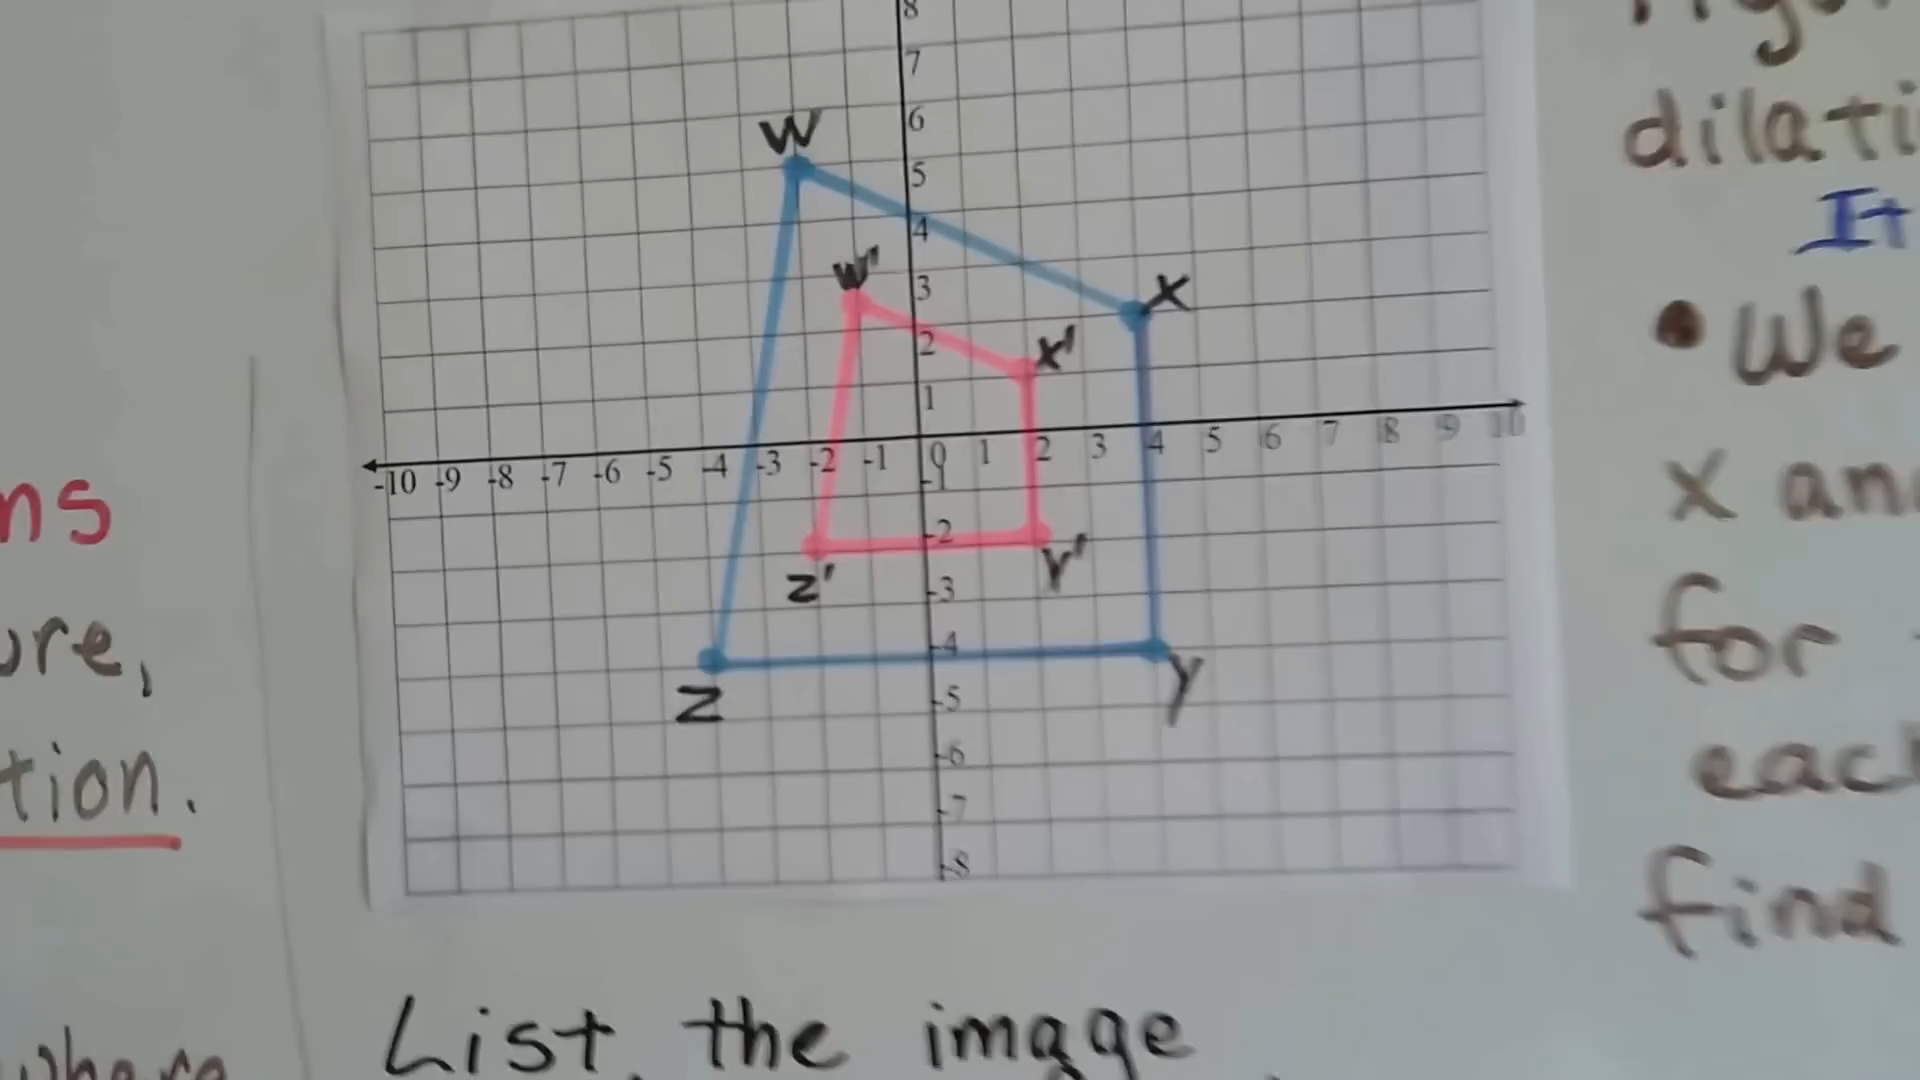 8
7
6
W
5
4
W'
3
X
2
X'
1
-10 -9 -8 -7 -6 -5 -4 -3 -2 -1 0 1 2 3 4 5 6 7 8 9 10
-1
-2
Z'
Y'
-3
-4
Z
y
-5
-6
-7
-8
ns
ure,
tion.
List the image
dilati
It
• We
x an
for
eac
find